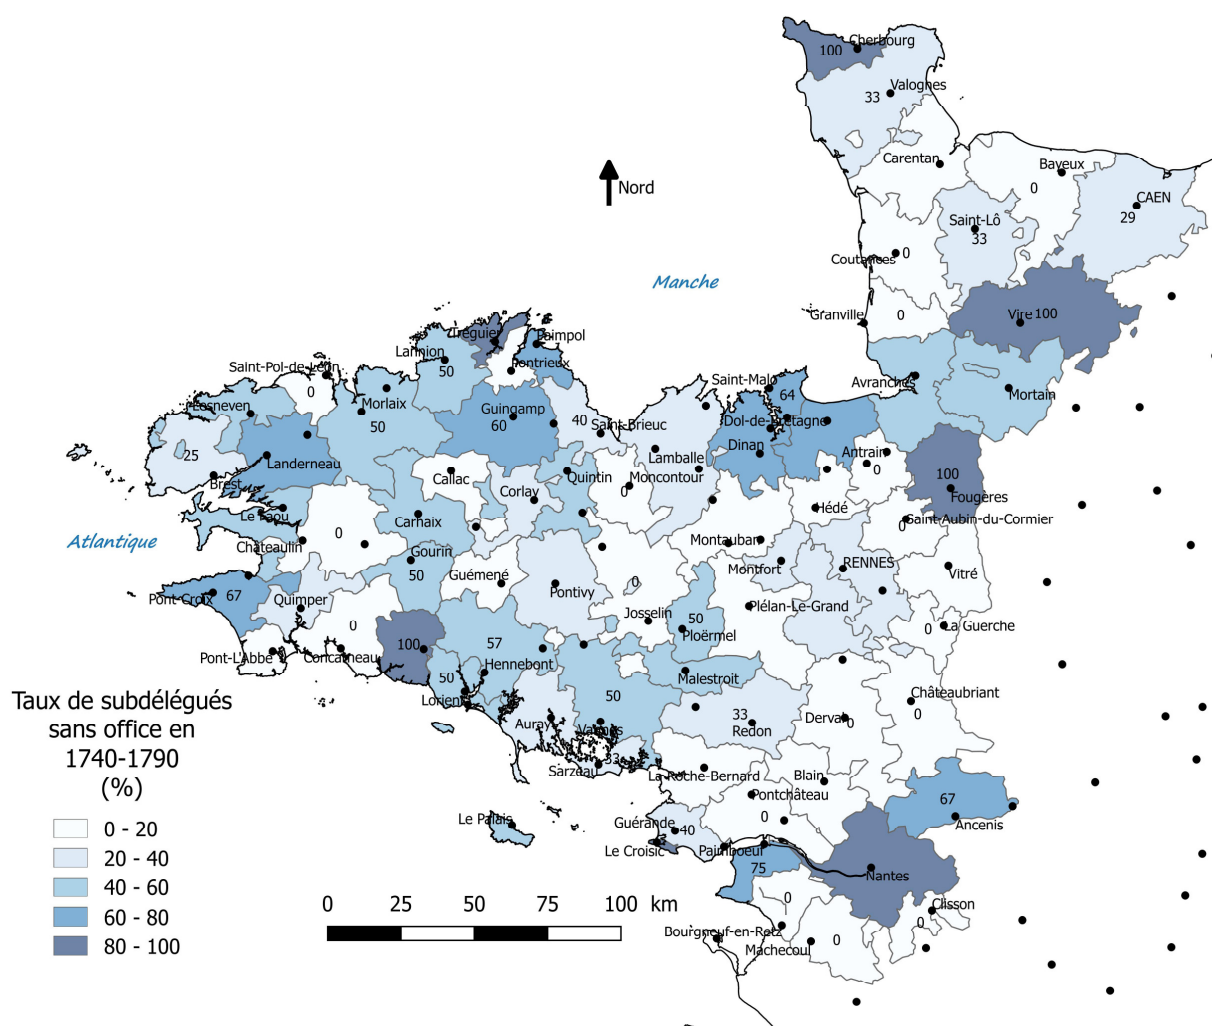 Cherbourg
100
Valognes
33
Carentan
Bayeux
0
CAEN
29
Nord
Saint-Lô
33
Coutances
0
Manche
Granville
0
Vire 100
Tréguier
Paimpol
Lannion
50
Pontrieux
Saint-Pol-de-Léon
0
Saint-Malo
Avranches
Mortain
Lesneven
Morlaix
50
Guingamp
60
40
Saint-Brieuc
64
Dol-de-Bretagne
Dinan
Antrain
0
25
Landerneau
Brest
Callac
Corlay
Quintin
Lamballe
Moncontour
0
100
Fougères
Le Faou
Carhaix
Hédé
Saint-Aubin-du-Cormier
0
Atlantique
Châteaulin
0
Gourin
50
Guémené
Montauban
Montfort
RENNES
Vitré
Pont-Croix
67
Quimper
Pontivy
0
Josselin
Plélan-Le-Grand
50
Ploërmel
0
La Guerche
Pont-L'Abbé
Concarneau
0
100
57
Hennebont
50
Lorient
Malestroit
Taux de subdélégués
sans office en
1740-1790
(%)
0 - 20
20 - 40
40 - 60
60 - 80
80 - 100
Auray
50
Vannes
33
Sarzeau
33
Redon
Derval
0
Châteaubriant
0
La Roche-Bernard
Blain
Pontchâteau
0
Le Palais
Guérande
40
Le Croisic
Paimboeuf
75
67
Ancenis
Nantes
0
Clisson
0
Bourgneuf-en-Retz
Machecoul
0
0 25 50 75 100 km